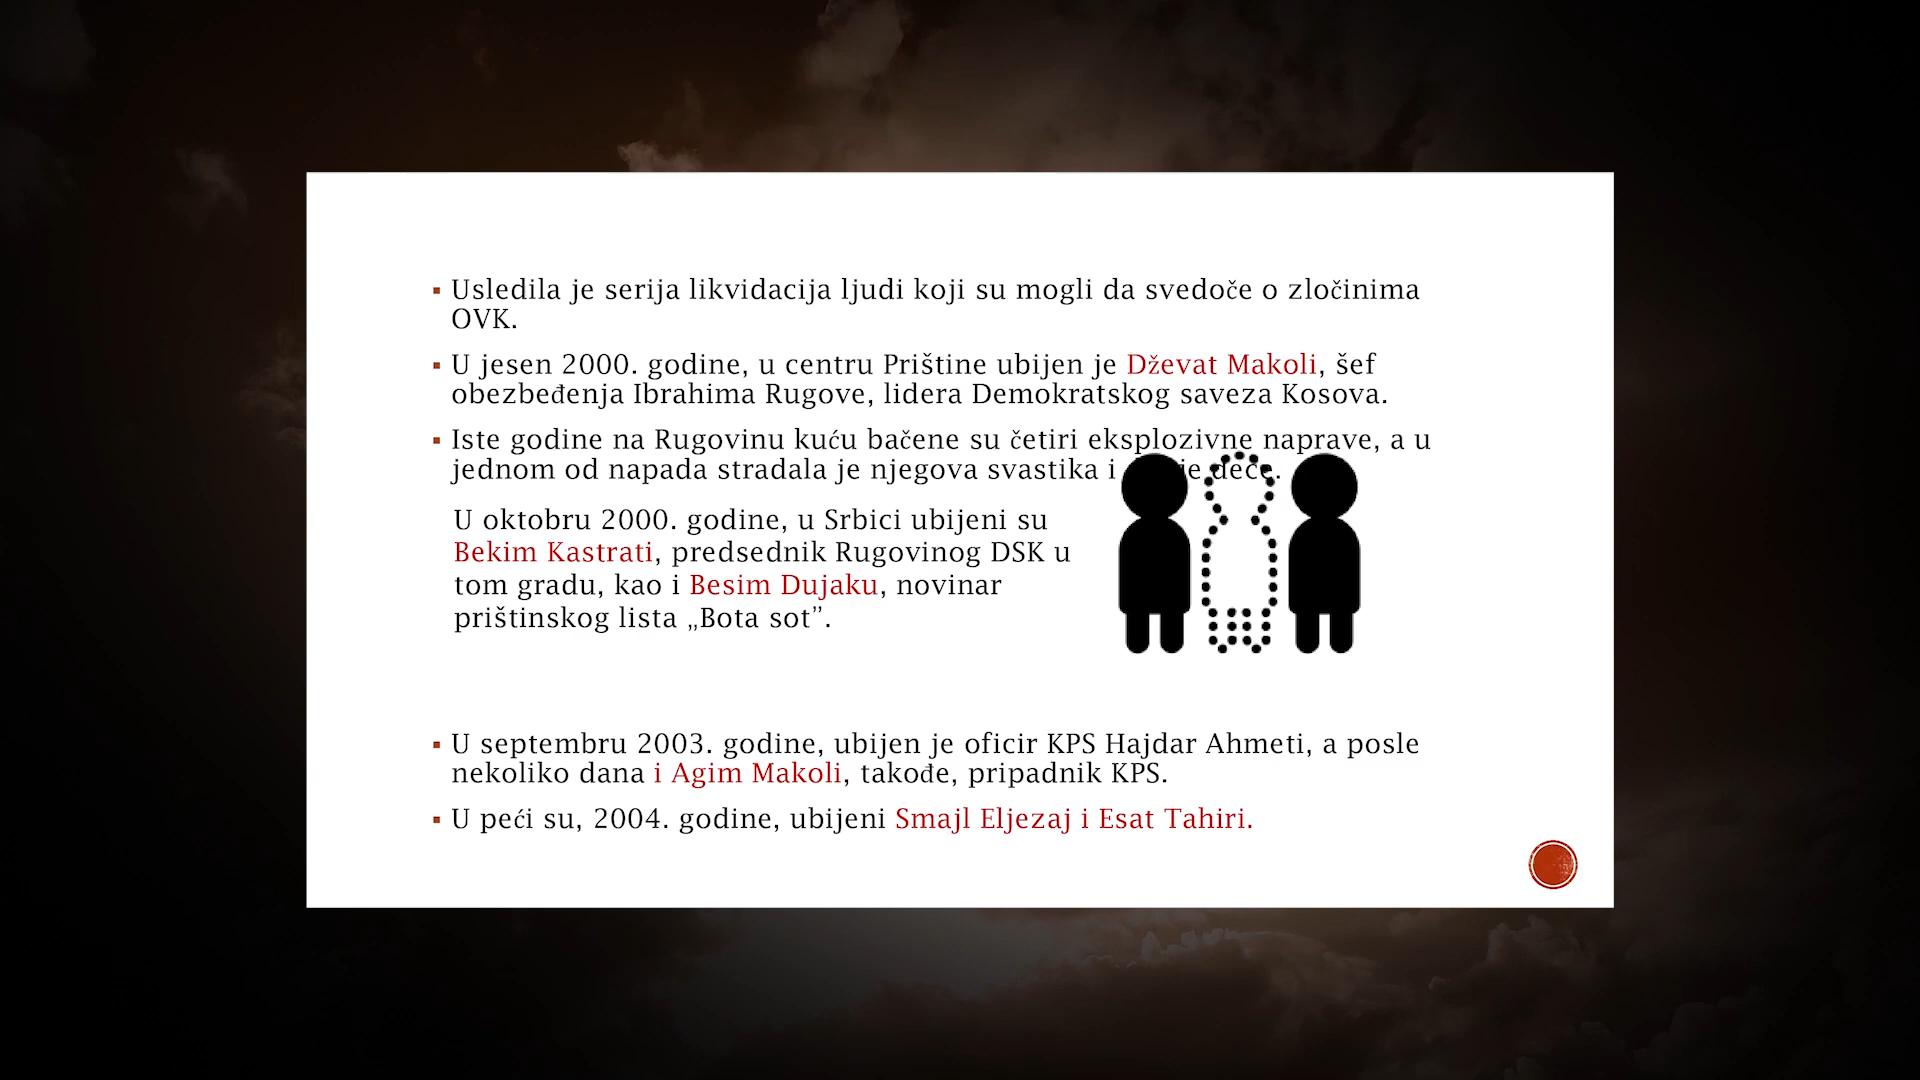 Usledila je serija likvidacija ljudi koji su mogli da svedoče o zločinima
OVK.
U jesen 2000. godine, u centru Prištine ubijen je Dževat Makoli, šef
obezbeđenja Ibrahima Rugove, lidera Demokratskog saveza Kosova.
Iste godine na Rugovinu kuću bačene su četiri eksplozivne naprave, a u
jednom od napada stradala je njegova svastika i dece.
U oktobru 2000. godine, u Srbici ubijeni su
Bekim Kastrati, predsednik Rugovinog DSK u
tom gradu, kao i Besim Dujaku, novinar
prištinskog lista „Bota sot”.
U septembru 2003. godine, ubijen je oficir KPS Hajdar Ahmeti, a posle
nekoliko dana i Agim Makoli, takođe, pripadnik KPS.
U peći su, 2004. godine, ubijeni Smajl Eljezaj i Esat Tahiri.